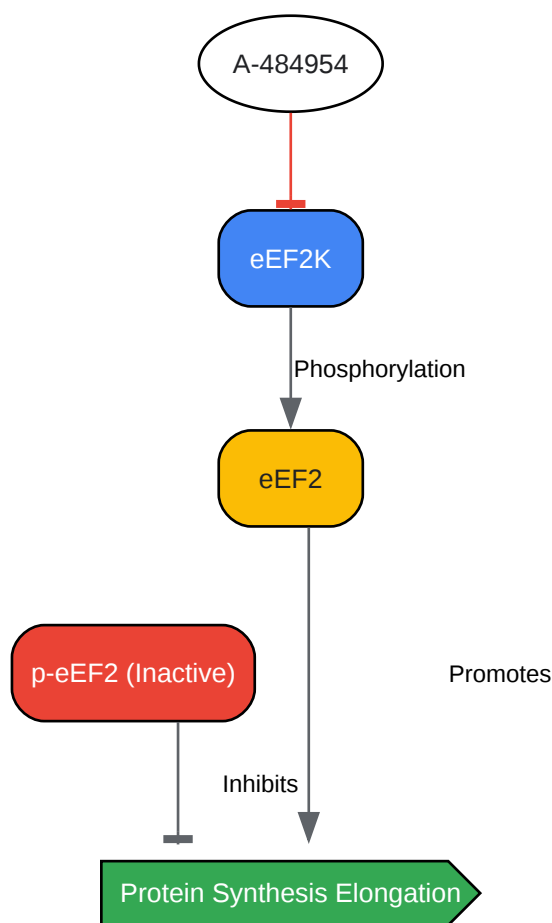 A-484954
eEF2K
Phosphorylation
eEF2
p-eEF2 (Inactive)
Promotes
Inhibits
Protein Synthesis Elongation